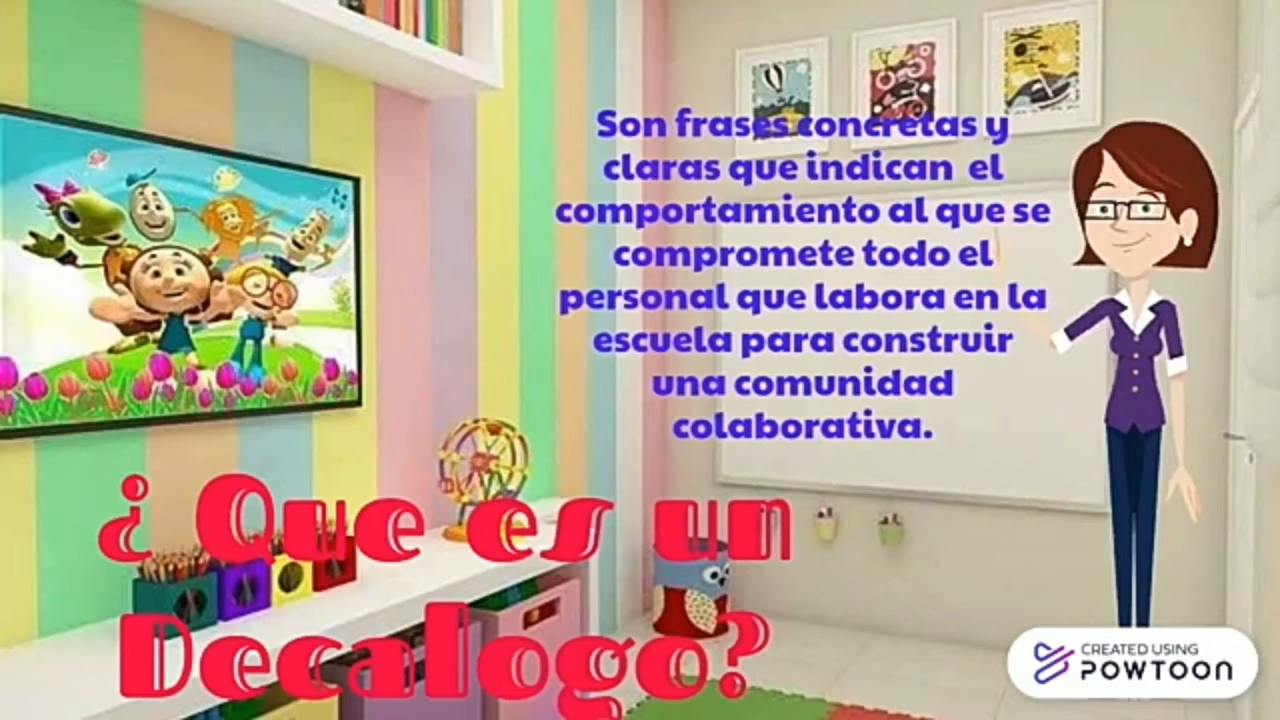 Son frases concretas y
claras que indican el
comportamiento al que se
compromete todo el
personal que labora en la
escuela para construir
una comunidad
colaborativa.
¿ Que es un
Decalogo?
CREATED USING
POWTOON